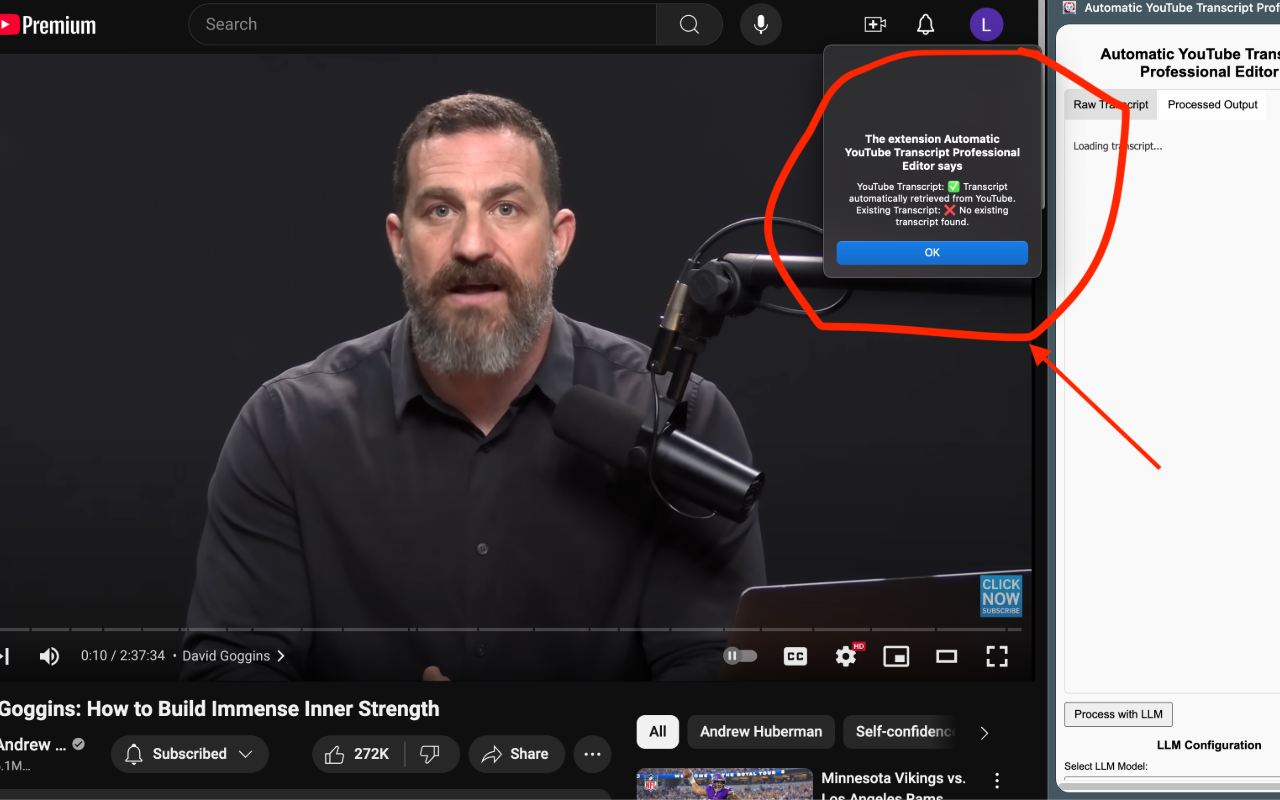 Premium
Search
L
Automatic YouTube Transcript Prof
Automatic YouTube Trans
Professional Editor
Raw Transcript
Processed Output
Loading transcript...
The extension Automatic
YouTube Transcript Professional
Editor says
YouTube Transcript: ✅ Transcript
automatically retrieved from YouTube.
Existing Transcript: ❌ No existing
transcript found.
OK
CLICK
NOW
SUBSCRIBE
0:10 / 2:37:34 • David Goggins
CC
HD
Goggins: How to Build Immense Inner Strength
Andrew ...
.1M...
Subscribed
272K
Share
All
Andrew Huberman
Self-confidenc
NFL
Minnesota Vikings vs.
Los Angeles Rams
Process with LLM
LLM Configuration
Select LLM Model: